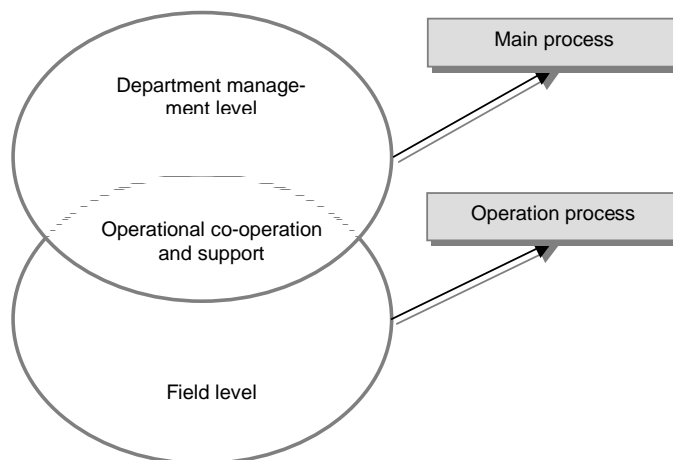 Main process
Department manage-
ment level
Operation process
Operational co-operation
and support
Field level